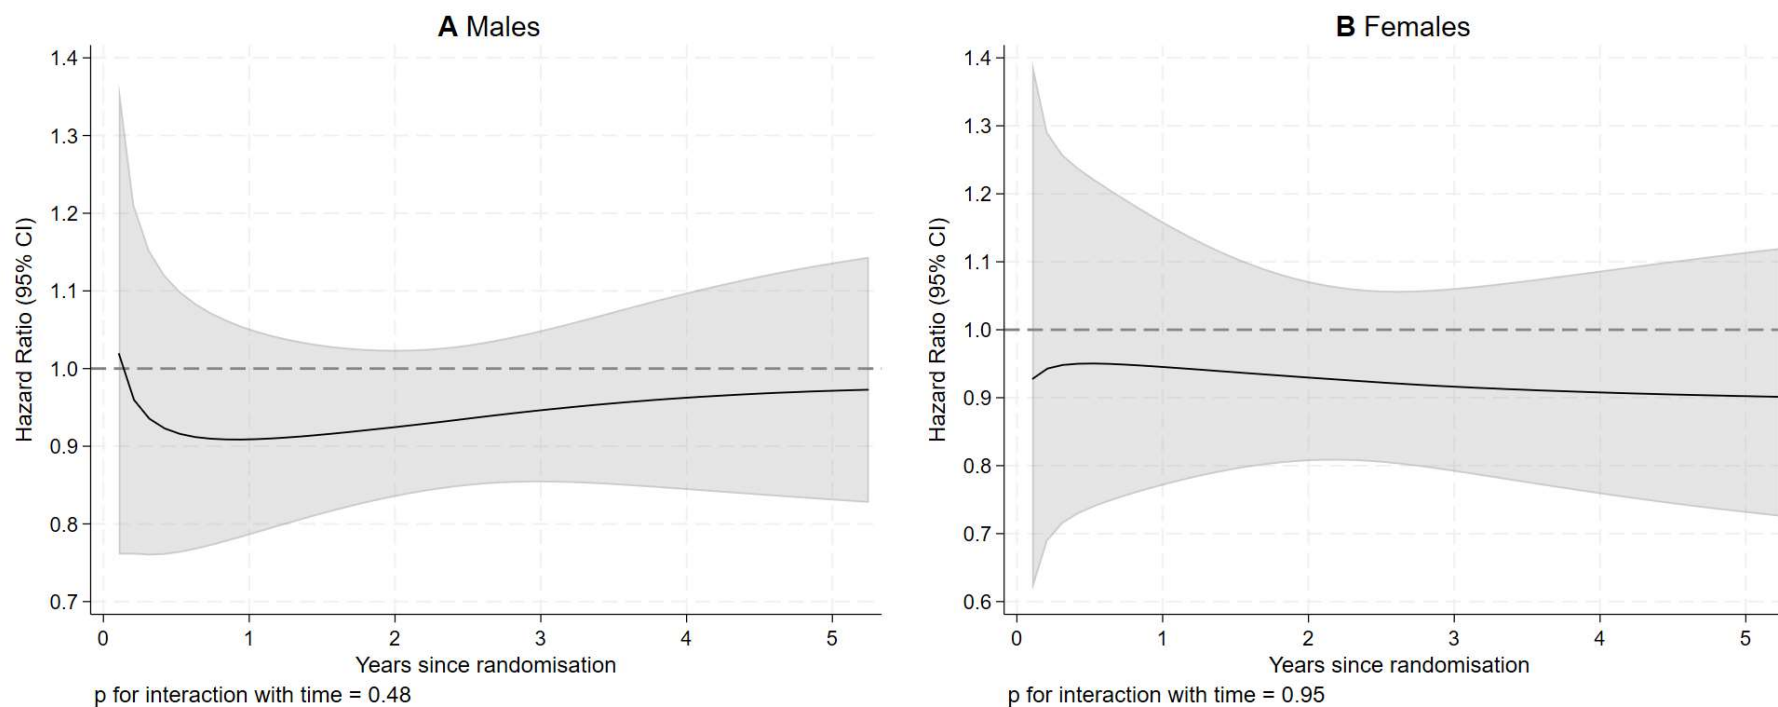 A Males
1.4
1.3
1.2
1.1
1.0
0.9
0.8
0.7
Hazard Ratio (95% CI)
0 1 2 3 4 5
Years since randomisation
p for interaction with time = 0.48
B Females
1.4
1.3
1.2
1.1
1.0
0.9
0.8
0.7
0.6
Hazard Ratio (95% CI)
0 1 2 3 4 5
Years since randomisation
p for interaction with time = 0.95